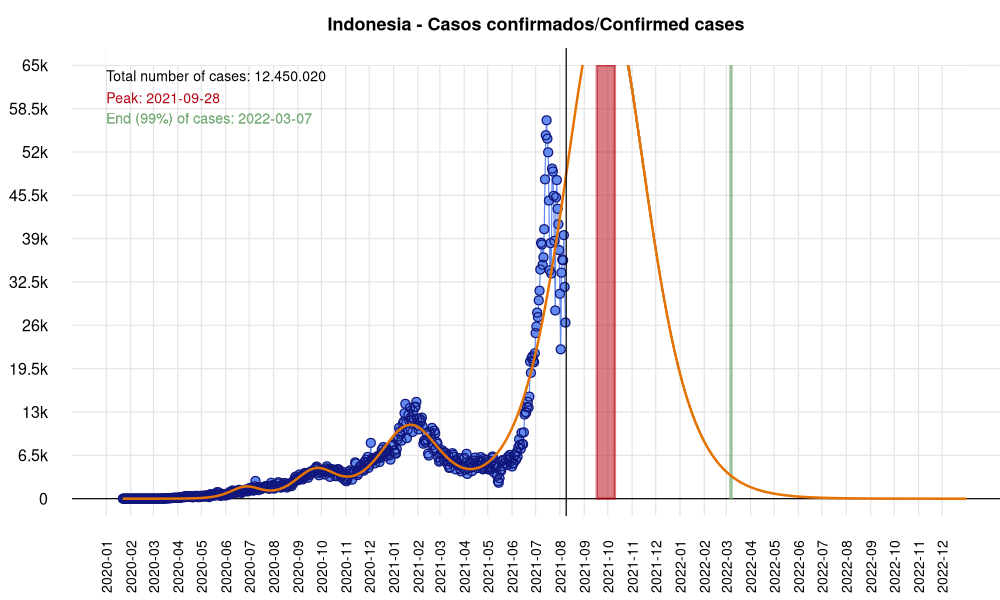 Indonesia - Casos confirmados/Confirmed cases
Total number of cases: 12.450.020
Peak: 2021-09-28
End (99%) of cases: 2022-03-07
65k
58.5k
52k
45.5k
39k
32.5k
26k
19.5k
13k
6.5k
0
2020-01
2020-02
2020-03
2020-04
2020-05
2020-06
2020-07
2020-08
2020-09
2020-10
2020-11
2020-12
2021-01
2021-02
2021-03
2021-04
2021-05
2021-06
2021-07
2021-08
2021-09
2021-10
2021-11
2021-12
2022-01
2022-02
2022-03
2022-04
2022-05
2022-06
2022-07
2022-08
2022-09
2022-10
2022-11
2022-12